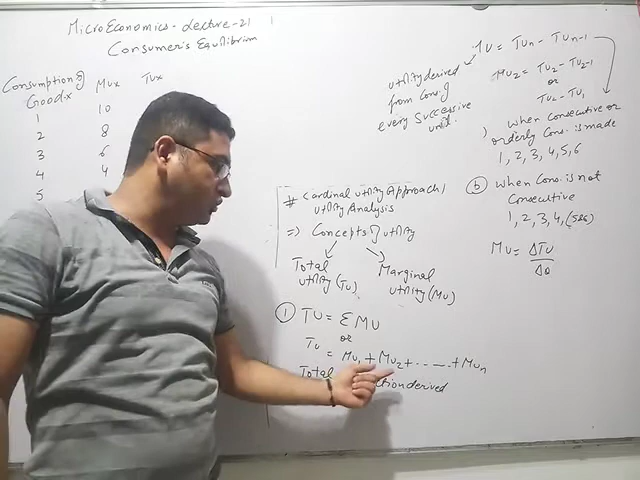 MicroEconomics - Lecture-21
Consumer's Equilibrim
Consumption of Good-x
MUx
TUx
1 10
2 8
3 6
4 4
5
# Cardinal utility Approach/
utility Analysis
=> Concepts of utility
Total
utility (TU)
Marginal
utility (MU)
① TU = ΣMU
or
TU
= MU1 + MU2 + ...... + MUn
Total
derived
MU = TUn - TUn-1
utility derived
from Cons. of
every Successive
unit.
MU2 = TU2 - TU2-1
or
TU2 - TU1
) when consecutive or
orderly Cons. is made
1, 2, 3, 4, 5, 6
ⓑ when Cons. is not
Consecutive
1, 2, 3, 4,
MU = ΔTU
ΔQ